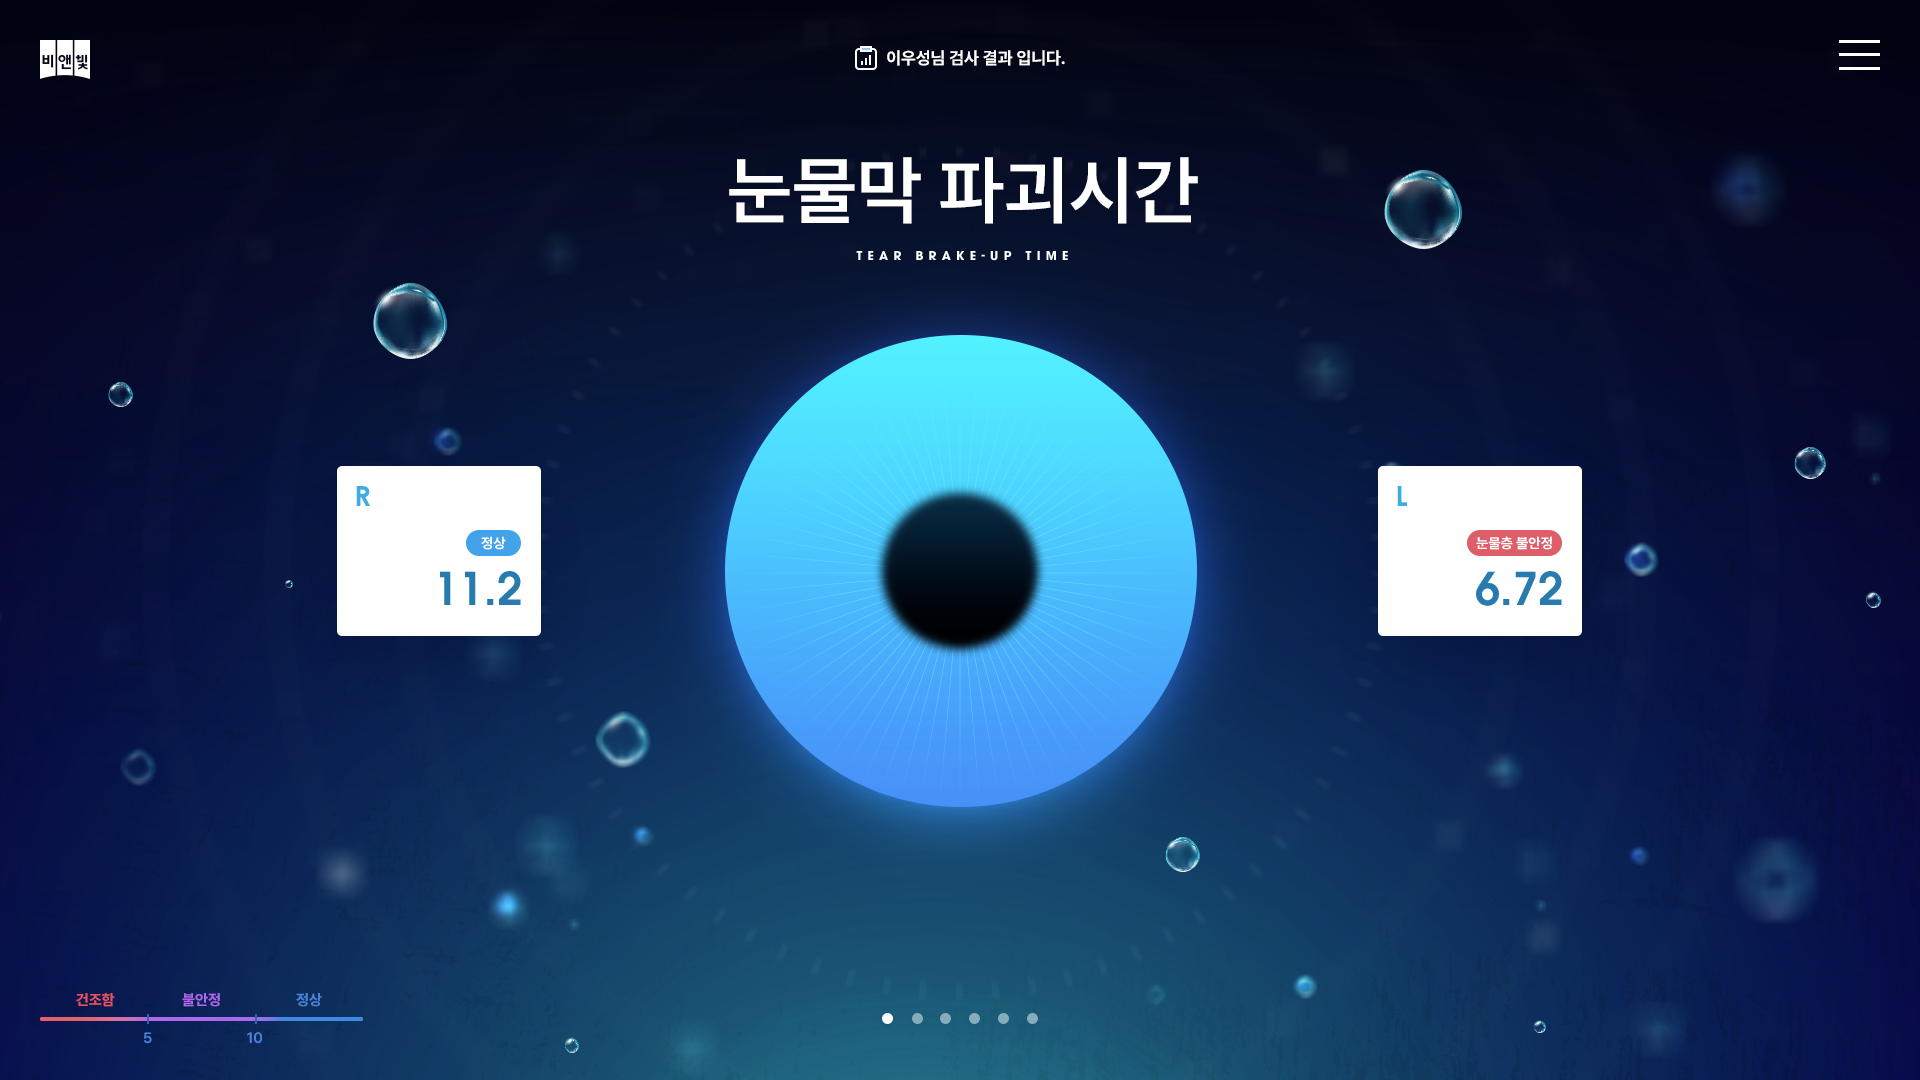 비앤빛
이우성님 검사 결과 입니다.
눈물막 파괴시간
TEAR BRAKE-UP TIME
R
정상
11.2
L
눈물층 불안정
6.72
건조함 불안정 정상
5 10